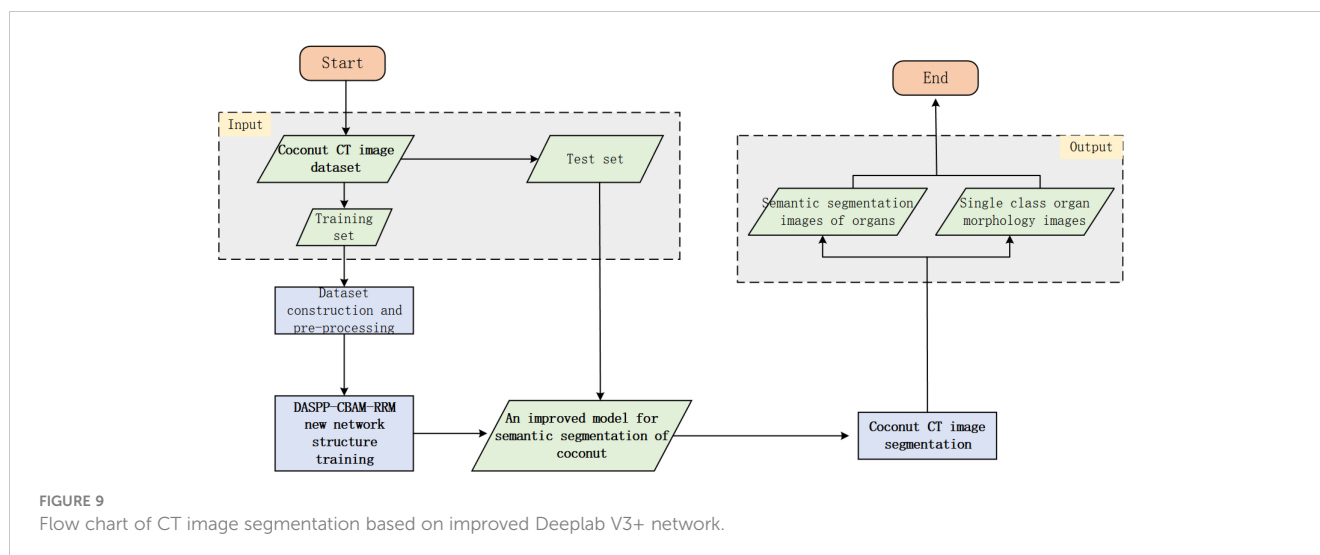 Start
End
Input
Coconut CT image
dataset
Test set
Training
set
Output
Semantic segmentation
images of organs
Single class organ
morphology images
Dataset
construction and
pre-processing
DASPP-CBAM-RRM
new network
structure
training
An improved model for
semantic segmentation of
coconut
Coconut CT image
segmentation
FIGURE 9
Flow chart of CT image segmentation based on improved Deeplab V3+ network.